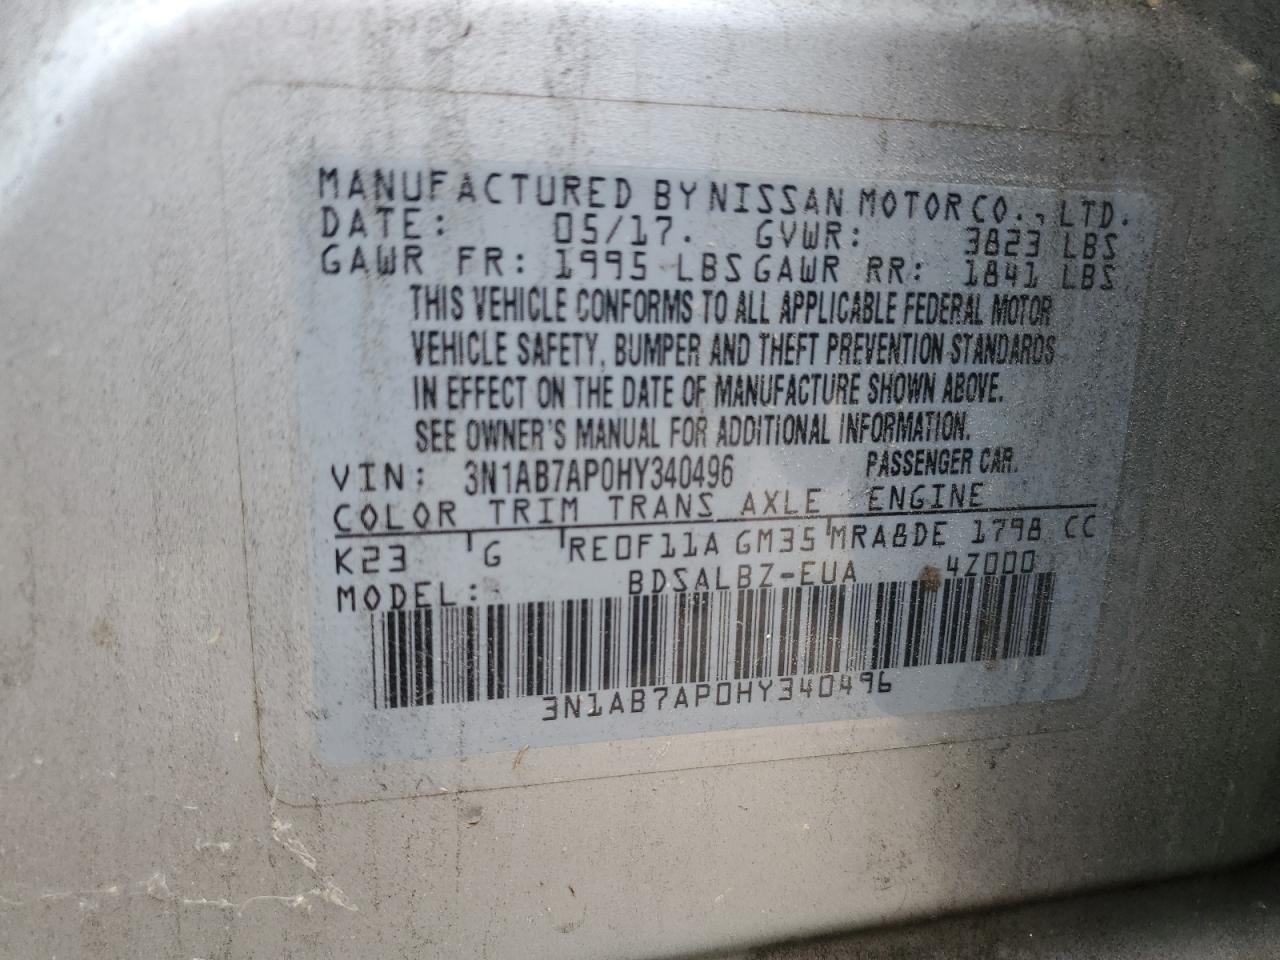 MANUFACTURED BY NISSAN MOTOR CO., LTD.
DATE: 05/17. GVWR: 3823 LBS
GAWR FR: 1995 LBS GAWR RR: 1841 LBS
THIS VEHICLE CONFORMS TO ALL APPLICABLE FEDERAL MOTOR
VEHICLE SAFETY, BUMPER AND THEFT PREVENTION STANDARDS
IN EFFECT ON THE DATE OF MANUFACTURE SHOWN ABOVE.
SEE OWNER'S MANUAL FOR ADDITIONAL INFORMATION.
VIN: 3N1AB7AP0HY340496 PASSENGER CAR.
COLOR TRIM TRANS AXLE ENGINE
K23 G RE0F11A GM35 MRA8DE 1798 CC
MODEL: BDSALBZ-EUA 4Z000
3N1AB7AP0HY340496